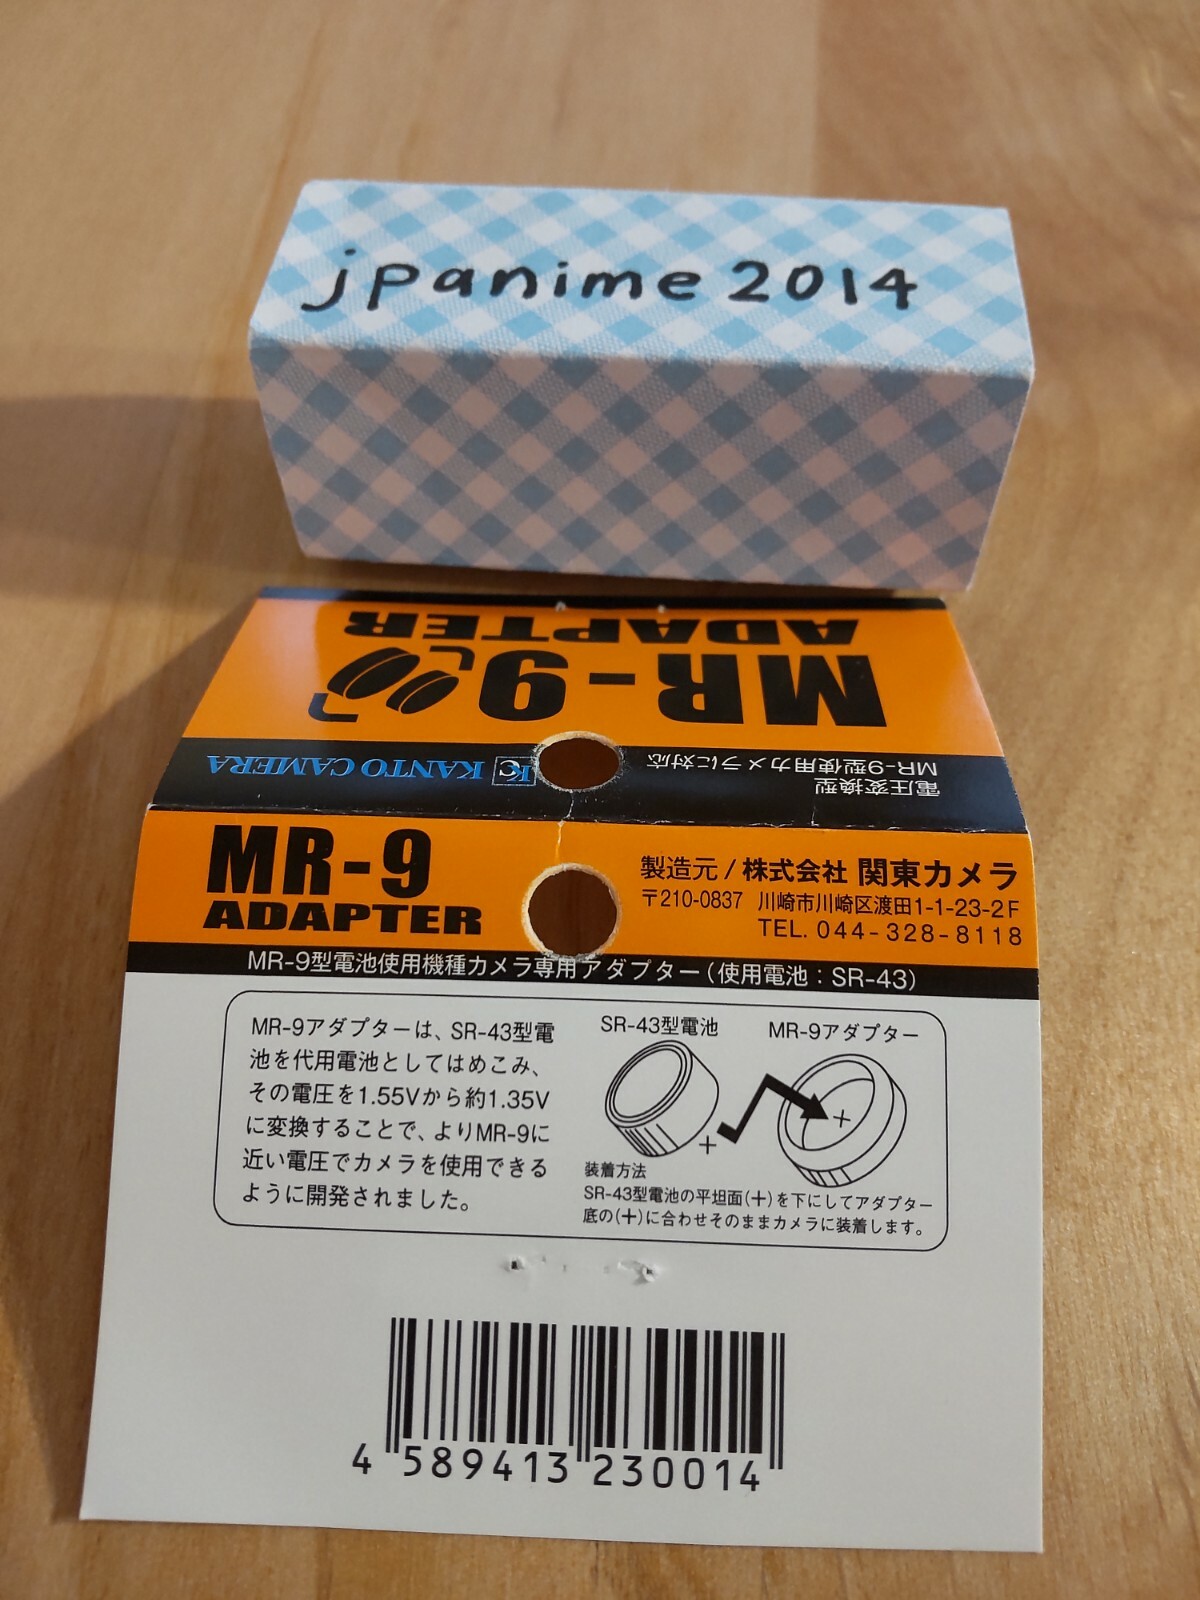 jpanime2014
MR-9
ADAPTER
電圧変換型
MR-9型使用カメラに対応
KC KANTO CAMERA
MR-9
ADAPTER
製造元/株式会社 関東カメラ
〒210-0837 川崎市川崎区渡田1-1-23-2F
TEL. 044-328-8118
MR-9型電池使用機種カメラ専用アダプター(使用電池:SR-43)
MR-9アダプターは、SR-43型電
池を代用電池としてはめこみ、
その電圧を1.55Vから約1.35V
に変換することで、よりMR-9に
近い電圧でカメラを使用できる
ように開発されました。
SR-43型電池
MR-9アダプター
+
+
装着方法
SR-43型電池の平坦面(+)を下にしてアダプター
底の(+)に合わせそのままカメラに装着します。
4 589413 230014